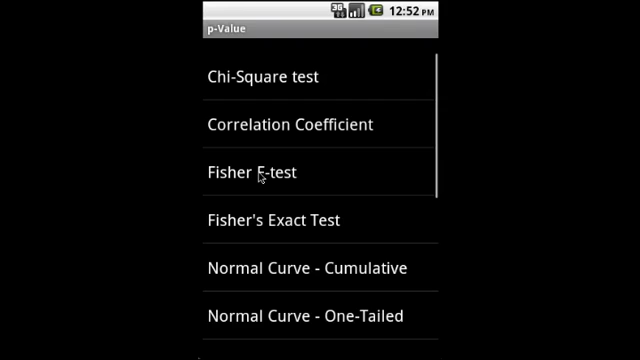 3G
12:52 PM
p-Value
Chi-Square test
Correlation Coefficient
Fisher F-test
Fisher's Exact Test
Normal Curve - Cumulative
Normal Curve - One-Tailed